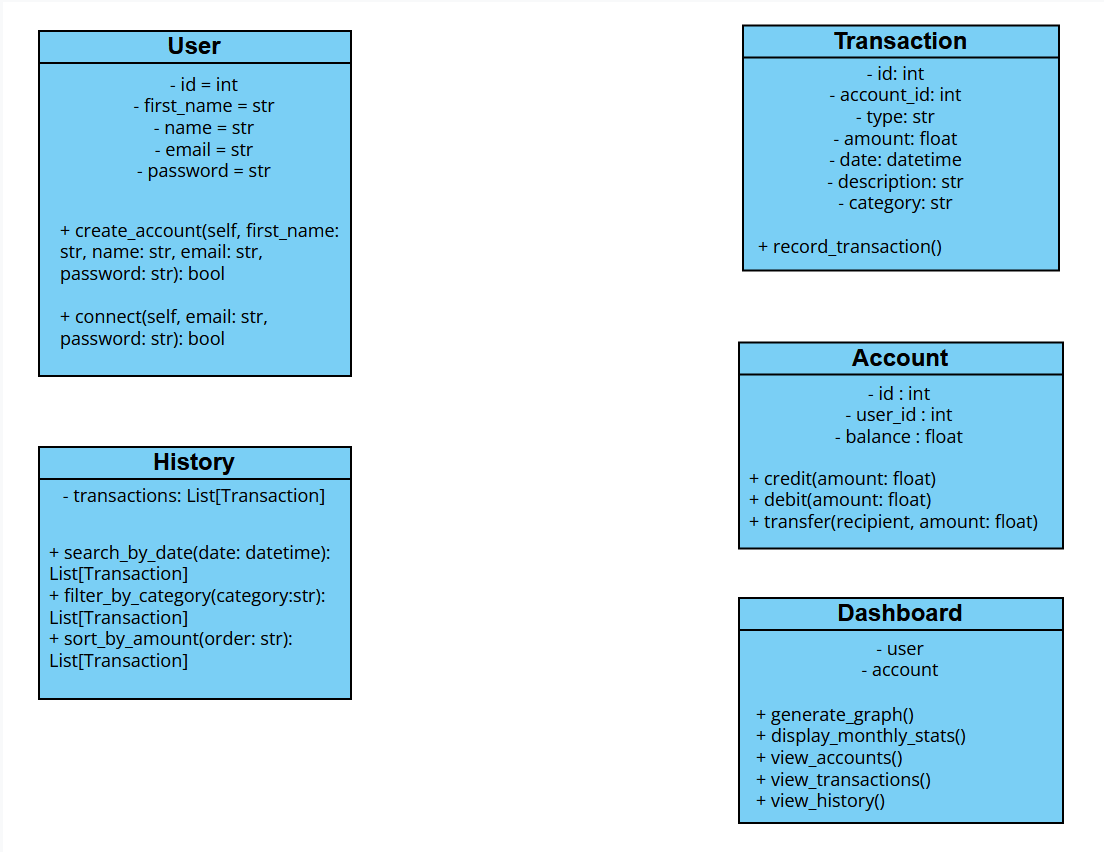 User
- id = int
- first_name = str
- name = str
- email = str
- password = str
+ create_account(self, first_name:
str, name: str, email: str,
password: str): bool
+ connect(self, email: str,
password: str): bool
Transaction
- id: int
- account_id: int
- type: str
- amount: float
- date: datetime
- description: str
- category: str
+ record_transaction()
Account
- id : int
- user_id : int
- balance : float
+ credit(amount: float)
+ debit(amount: float)
+ transfer(recipient, amount: float)
History
- transactions: List[Transaction]
+ search_by_date(date: datetime):
List[Transaction]
+ filter_by_category(category:str):
List[Transaction]
+ sort_by_amount(order: str):
List[Transaction]
Dashboard
- user
- account
+ generate_graph()
+ display_monthly_stats()
+ view_accounts()
+ view_transactions()
+ view_history()